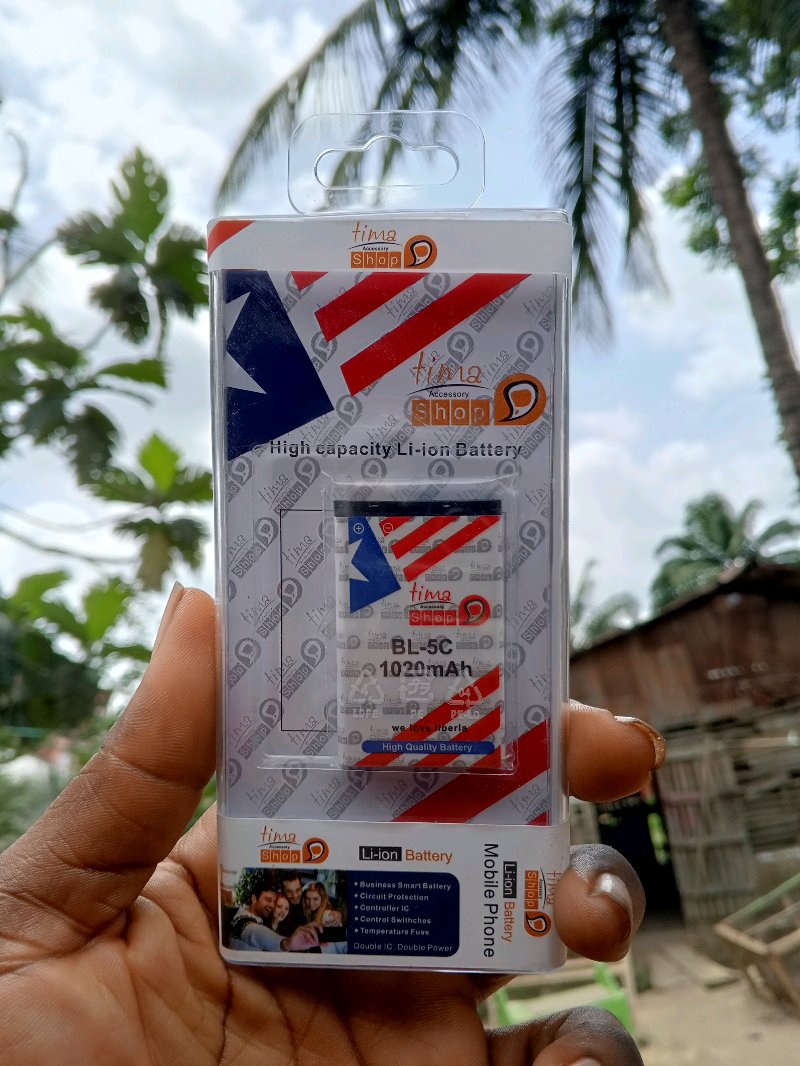 tima
Accessory
Shop
tima
Accessory
Shop
High capacity Li-ion Battery
tima
Accessory
Shop
BL-5C
1020mAh
we love liberia
High Quality Battery
tima
Accessory
Shop
Li-ion Battery
• Business Smart Battery
• Circuit Protection
• Controller IC
• Control Swithches
• Temperature Fuse
Double IC .Double Power
tima
Accessory
Shop
Li-ion Battery
Mobile Phone